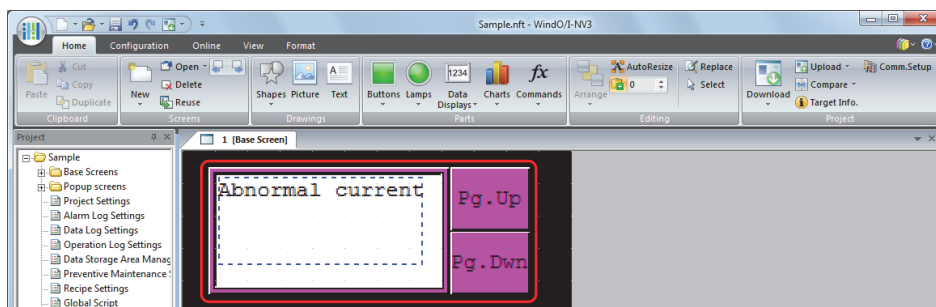 Sample.nft - WindO/I-NV3
Home Configuration Online View Format
Paste Cut Copy Duplicate Clipboard
New Open Delete Reuse Screens
Shapes Picture Text Drawings
Buttons Lamps 1234 Data Displays Charts fx Commands Parts
Arrange AutoResize 0 Replace Select Editing
Download Upload Compare Target Info. Comm.Setup Project
Project
1 [Base Screen]
Sample
Base Screens
Popup screens
Project Settings
Alarm Log Settings
Data Log Settings
Operation Log Settings
Data Storage Area Manag
Preventive Maintenance
Recipe Settings
Global Script
Abnormal current
Pg.Up
Pg.Dwn